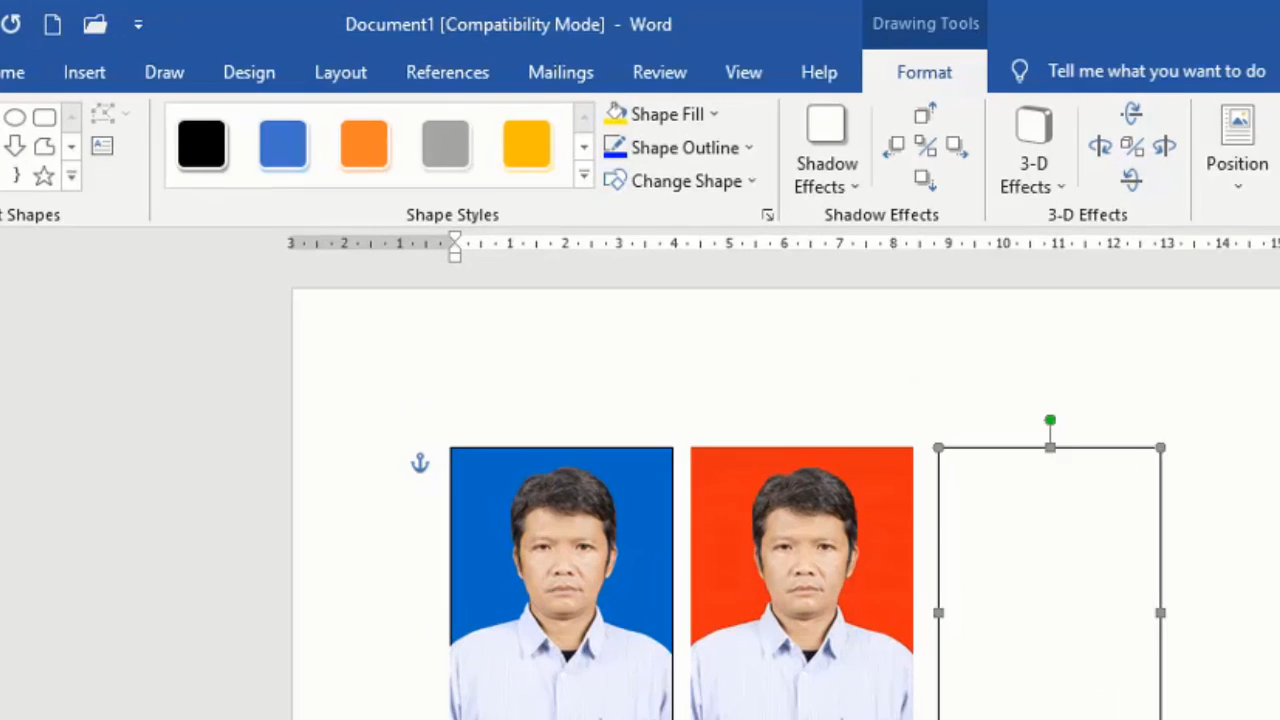 Document1 [Compatibility Mode] - Word
Drawing Tools
me Insert Draw Design Layout References Mailings Review View Help Format Tell me what you want to do
Shape Fill
Shape Outline
Change Shape
Shadow
Effects
3-D
Effects
Position
t Shapes Shape Styles Shadow Effects 3-D Effects
3 2 1 1 2 3 4 5 6 7 8 9 10 11 12 13 14 15